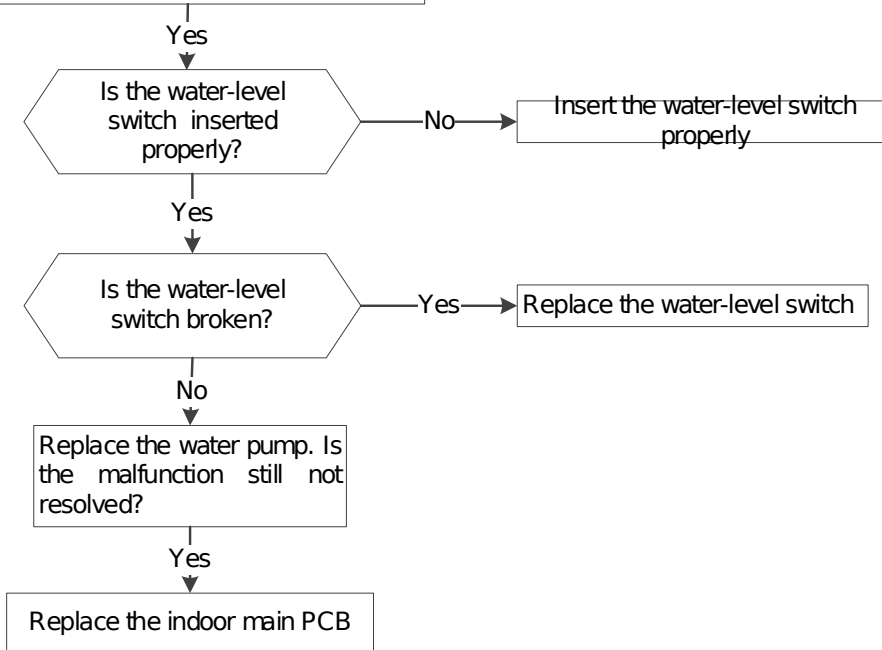 Yes
Is the water-level
switch inserted
properly?
No
Insert the water-level switch
properly
Yes
Is the water-level
switch broken?
Yes
Replace the water-level switch
No
Replace the water pump. Is
the malfunction still not
resolved?
Yes
Replace the indoor main PCB